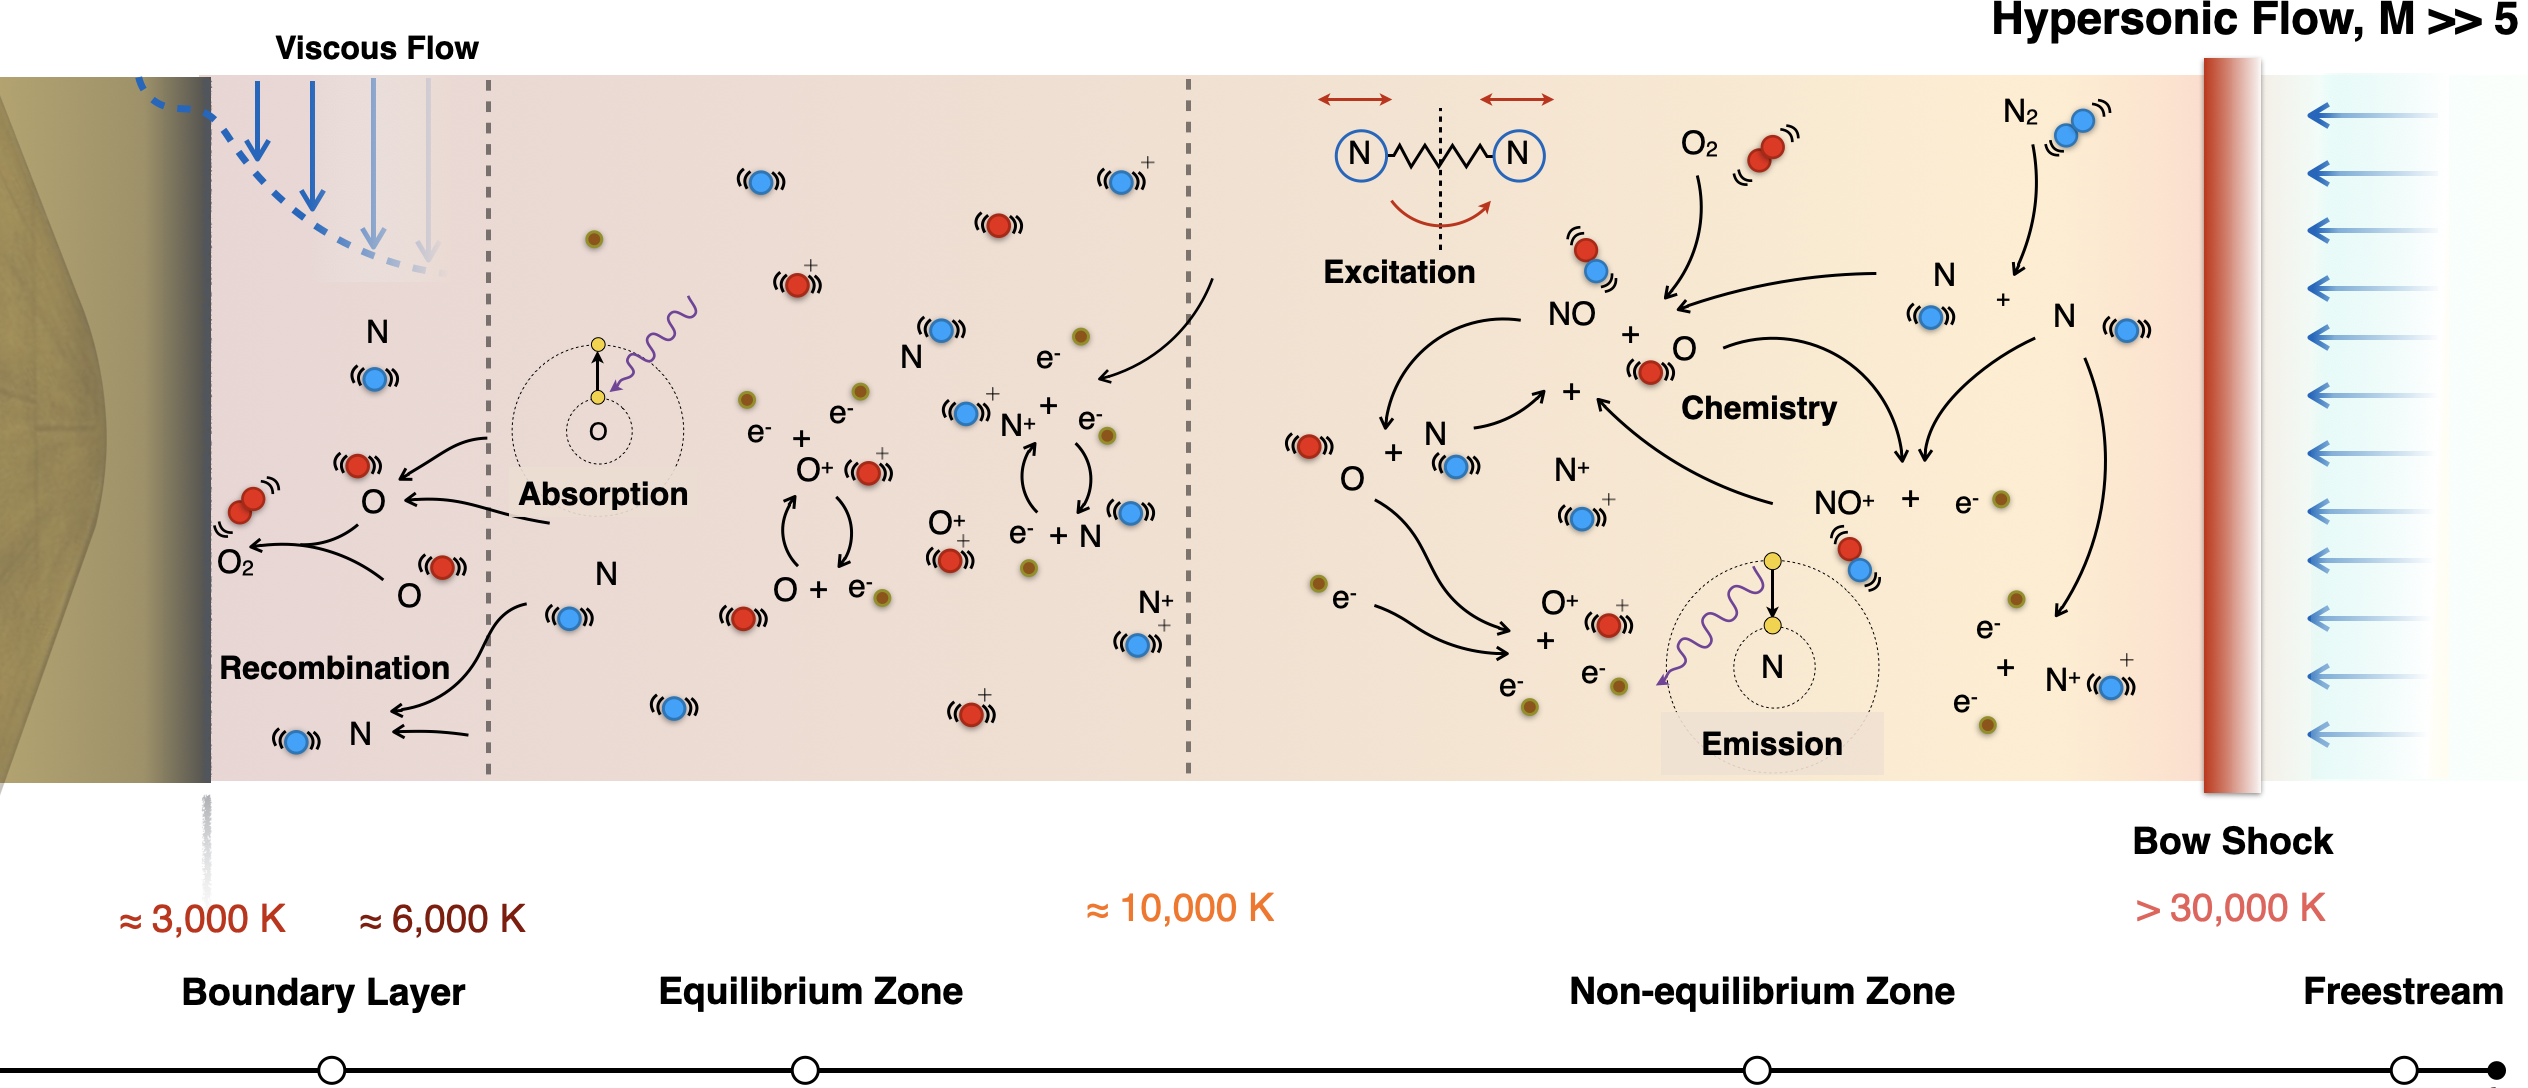 Hypersonic Flow, M >> 5
Viscous Flow
N₂
O₂
N
N
Excitation
N
+
N
NO
+
O
N
N
e-
+
Chemistry
N+
+
e-
e-
e-
+
O+
N
+
O
N+
O
Absorption
O
NO+
+
e-
O+
e-
+
N
O₂
O
N
O
+
e-
e-
O+
+
e-
e-
e-
+
N+
e-
N+
N
Recombination
N
Emission
Bow Shock
≈ 3,000 K
≈ 6,000 K
≈ 10,000 K
> 30,000 K
Boundary Layer
Equilibrium Zone
Non-equilibrium Zone
Freestream